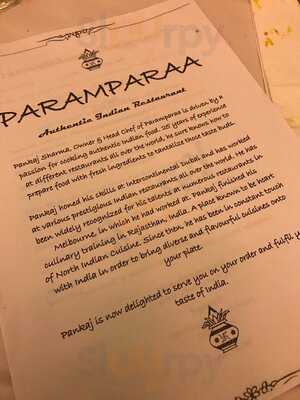 PARAMPARAA
Authentic Indian Restaurant
Pankaj Sharma, Owner & Head Chef of Paramparaa is driven by a
passion for cooking authentic Indian food. 25 years of experience
at different restaurants all over the world, he sure knows how to
prepare food with fresh ingredients to tantalize those taste buds.
Pankaj honed his skills at Intercontinental Dubai and has worked
at various prestigious Indian restaurants all over the world. He has
been widely recognized for his talents at numerous restaurants in
Melbourne in which he had worked at. Pankaj finished his
culinary training in Rajasthan, India. A place known to be heart
of North Indian Cuisine. Since then, he has been in constant touch
with India in order to bring diverse and flavourful cuisines onto
your plate.
Pankaj is now delighted to serve you on your order and fulfil your
taste of India.